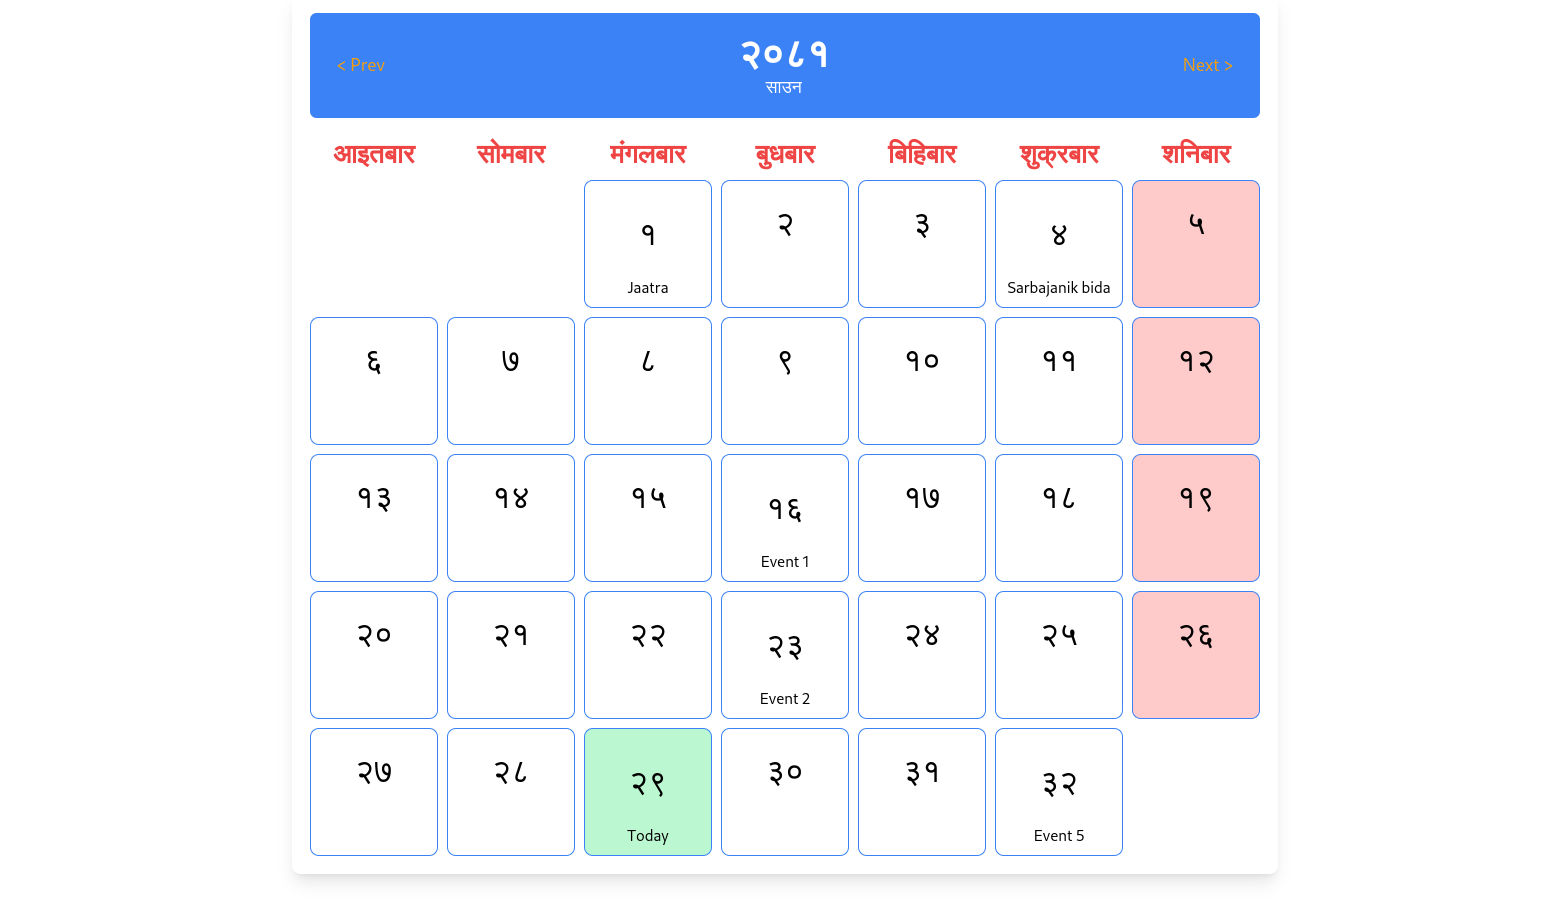 < Prev
२०८१
साउन
Next >
आइतबार सोमबार मंगलबार बुधबार बिहिबार शुक्रबार शनिबार
१ २ ३ ४ ५
Jaatra Sarbajanik bida
६ ७ ८ ९ १० ११ १२
१३ १४ १५ १६ १७ १८ १९
Event 1
२० २१ २२ २३ २४ २५ २६
Event 2
२७ २८ २९ ३० ३१ ३२
Today Event 5